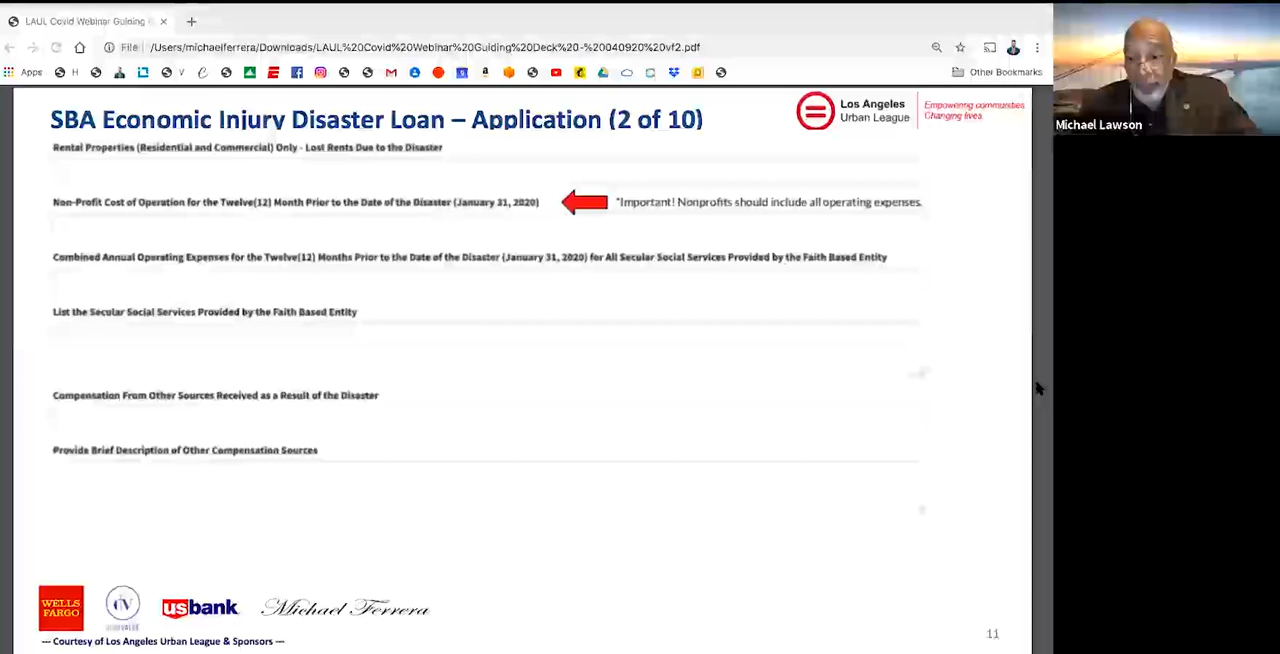 LAUL Covid Webinar Guiding
File
/Users/michaelferrera/Downloads/LAUL%20Covid%20Webinar%20Guiding%20Deck%20-%20040920%20vf2.pdf
Apps
H
V
Other Bookmarks
SBA Economic Injury Disaster Loan – Application (2 of 10)
Los Angeles
Urban League
Empowering communities
Changing lives.
Rental Properties (Residential and Commercial) Only - Lost Rents Due to the Disaster
Non-Profit Cost of Operation for the Twelve(12) Month Prior to the Date of the Disaster (January 31, 2020)
*Important! Nonprofits should include all operating expenses.
Combined Annual Operating Expenses for the Twelve(12) Months Prior to the Date of the Disaster (January 31, 2020) for All Secular Social Services Provided by the Faith Based Entity
List the Secular Social Services Provided by the Faith Based Entity
Compensation From Other Sources Received as a Result of the Disaster
Provide Brief Description of Other Compensation Sources
WELLS
FARGO
usbank
Michael Ferrera
--- Courtesy of Los Angeles Urban League & Sponsors ---
11
Michael Lawson